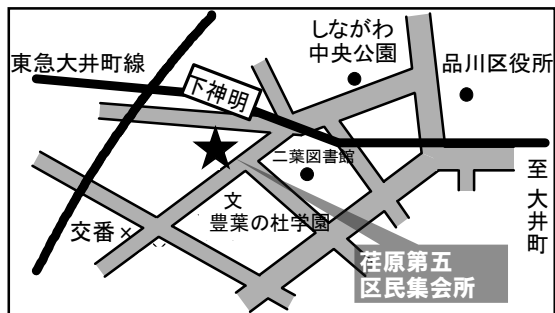 しながわ
中央公園
品川区役所
東急大井町線
下神明
二葉図書館
至大井町
文
豊葉の杜学園
交番×
荏原第五
区民集会所